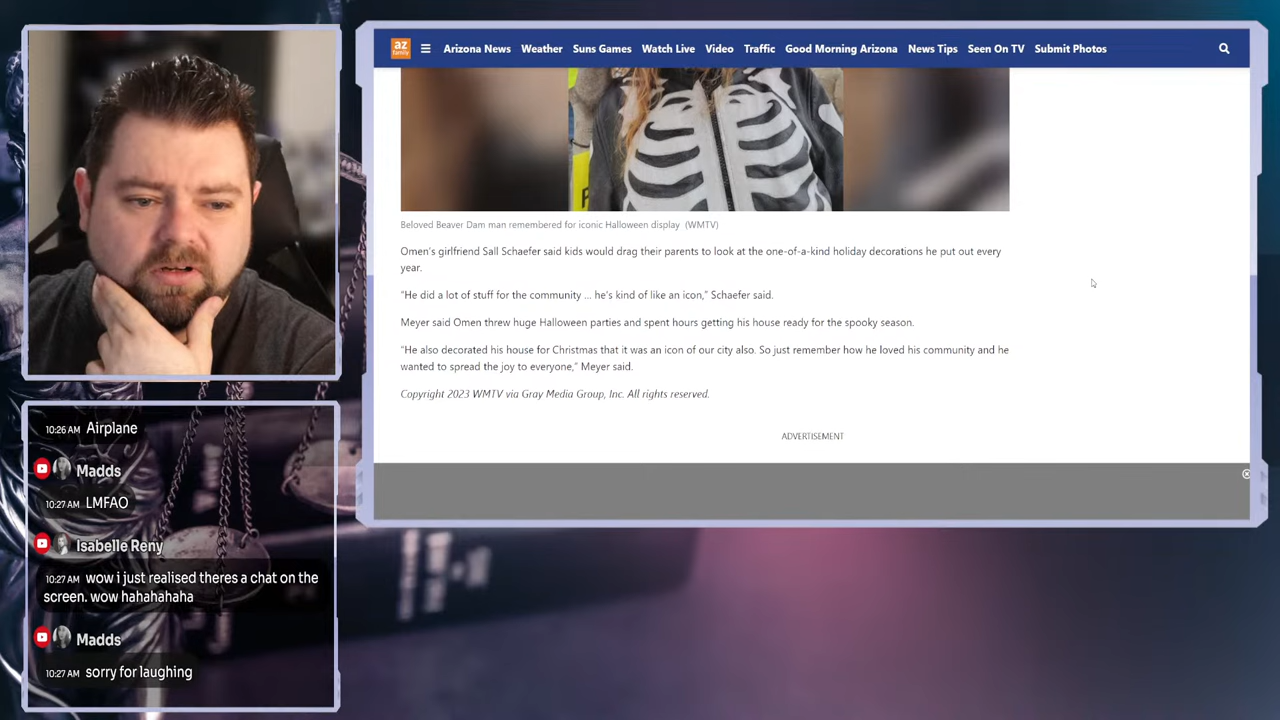 az
family
Arizona News Weather Suns Games Watch Live Video Traffic Good Morning Arizona News Tips Seen On TV Submit Photos
Beloved Beaver Dam man remembered for iconic Halloween display (WMTV)
Omen's girlfriend Sall Schaefer said kids would drag their parents to look at the one-of-a-kind holiday decorations he put out every
year.
“He did a lot of stuff for the community ... he's kind of like an icon,” Schaefer said.
Meyer said Omen threw huge Halloween parties and spent hours getting his house ready for the spooky season.
“He also decorated his house for Christmas that it was an icon of our city also. So just remember how he loved his community and he
wanted to spread the joy to everyone,” Meyer said.
Copyright 2023 WMTV via Gray Media Group, Inc. All rights reserved.
ADVERTISEMENT
10:26 AM Airplane
Madds
10:27 AM LMFAO
Isabelle Reny
10:27 AM wow i just realised theres a chat on the
screen. wow hahahahaha
Madds
10:27 AM sorry for laughing